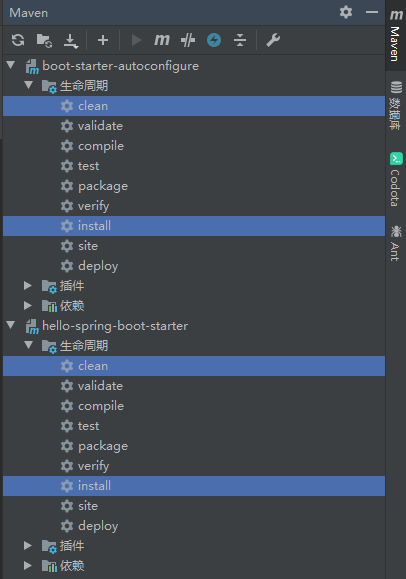 Maven
boot-starter-autoconfigure
生命周期
clean
validate
compile
test
package
verify
install
site
deploy
插件
依赖
hello-spring-boot-starter
生命周期
clean
validate
compile
test
package
verify
install
site
deploy
插件
依赖
m Maven
数据库
Codota
Ant